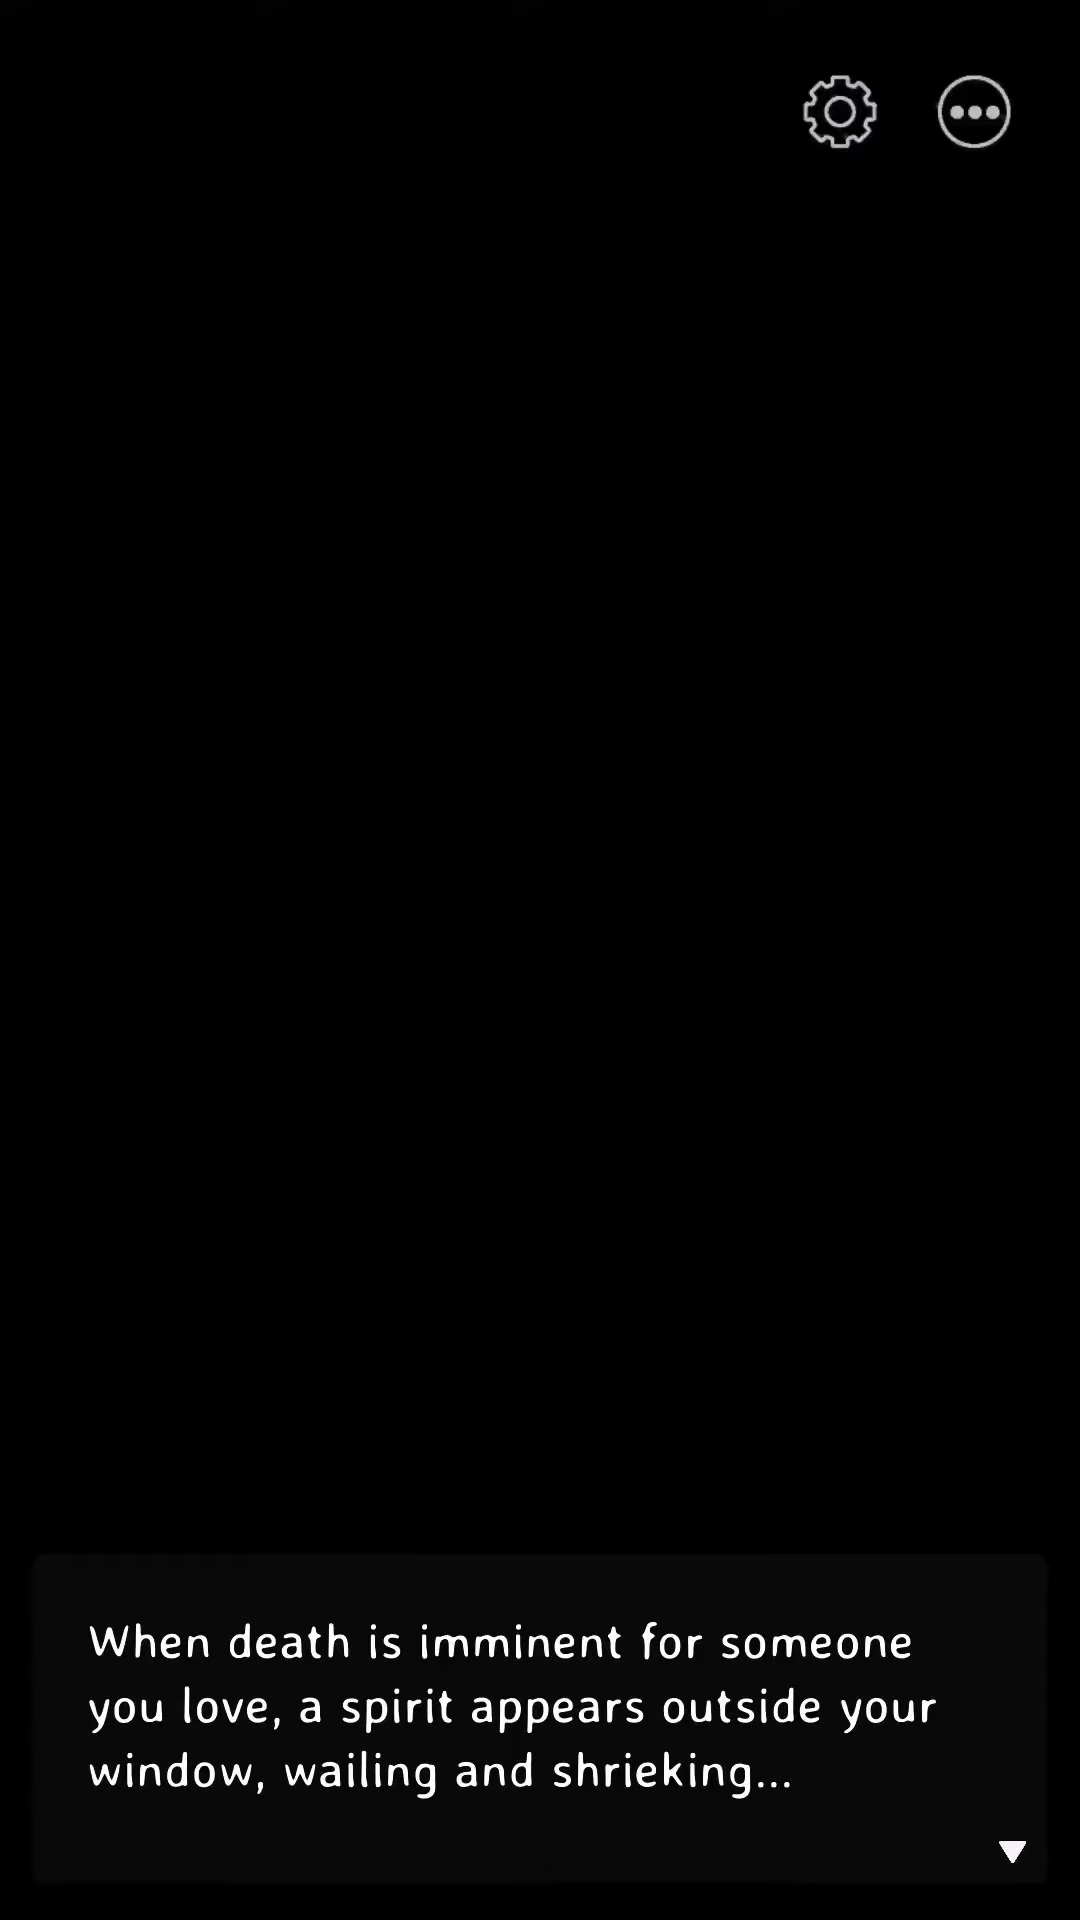 When death is imminent for someone
you love, a spirit appears outside your
window, wailing and shrieking...